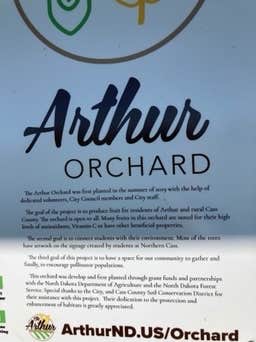 Arthur
ORCHARD
The Arthur Orchard was first planted in the summer of 2019 with the help of
dedicated volunteers, City Council members and City staff.
The goal of the project is to produce fruit for residents of Arthur and rural Cass
County. The orchard is open to all. Many fruits in this orchard are noted for their high
levels of antioxidants, Vitamin C or have other beneficial properties.
The second goal is to connect students with their environment. Most of the trees
have artwork on the signage created by students at Northern Cass.
The third goal of this project is to have a space for our community to gather and
finally, to encourage pollinator populations.
This orchard was develop and first planted through grant funds and partnerships
with the North Dakota Department of Agriculture and the North Dakota Forest
Service. Special thanks to the City, and Cass County Soil Conservation District for
their assistance with this project. Their dedication to the protection and
enhancement of habitats is greatly appreciated.
Arthur
ArthurND.US/Orchard